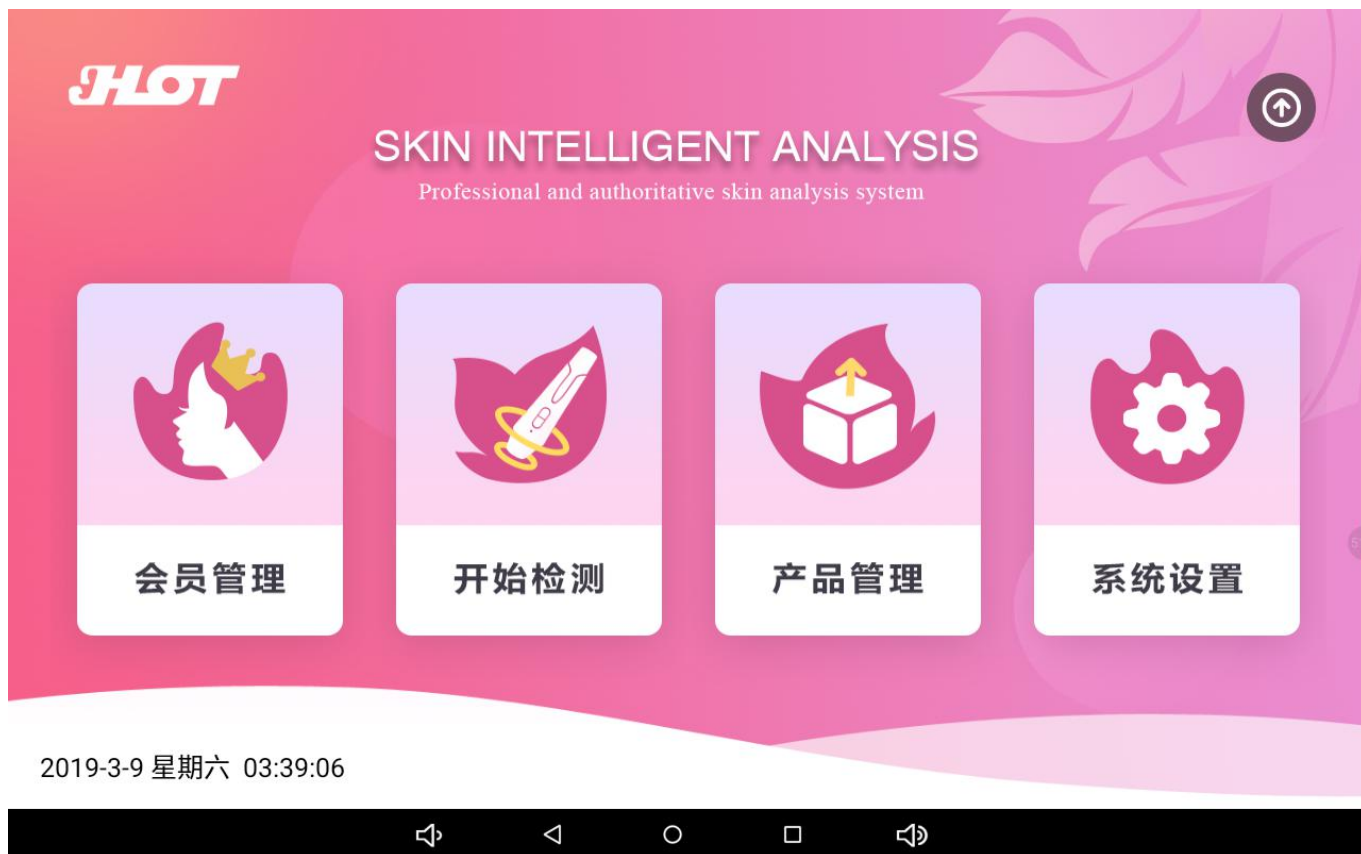 JHLOT
SKIN INTELLIGENT ANALYSIS
Professional and authoritative skin analysis system
会员管理
开始检测
产品管理
系统设置
2019-3-9 星期六 03:39:06